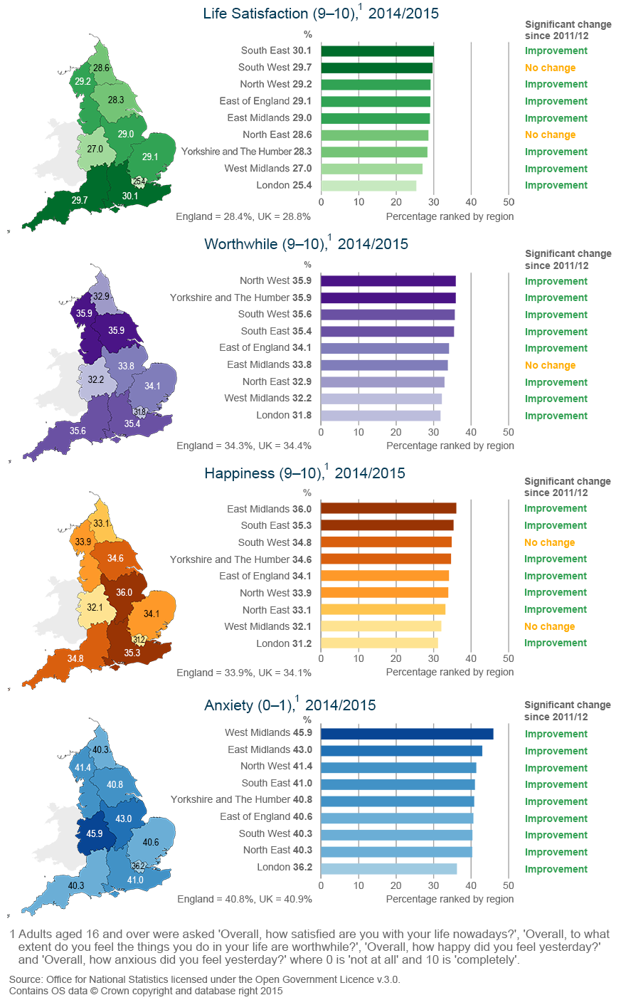 Life Satisfaction (9–10),1 2014/2015
Significant change
since 2011/12
%
South East 30.1 Improvement
South West 29.7 No change
North West 29.2 Improvement
East of England 29.1 Improvement
East Midlands 29.0 Improvement
North East 28.6 No change
Yorkshire and The Humber 28.3 Improvement
West Midlands 27.0 Improvement
London 25.4 Improvement
0 10 20 30 40 50
England = 28.4%, UK = 28.8% Percentage ranked by region
28.6
29.2
28.3
29.0
27.0
29.1
25.4
30.1
29.7
Worthwhile (9–10),1 2014/2015
Significant change
since 2011/12
%
North West 35.9 Improvement
Yorkshire and The Humber 35.9 Improvement
South West 35.6 Improvement
South East 35.4 Improvement
East of England 34.1 Improvement
East Midlands 33.8 No change
North East 32.9 Improvement
West Midlands 32.2 Improvement
London 31.8 Improvement
0 10 20 30 40 50
England = 34.3%, UK = 34.4% Percentage ranked by region
32.9
35.9
35.9
33.8
32.2
34.1
31.8
35.4
35.6
Happiness (9–10),1 2014/2015
Significant change
since 2011/12
%
East Midlands 36.0 Improvement
South East 35.3 Improvement
South West 34.8 No change
Yorkshire and The Humber 34.6 Improvement
East of England 34.1 Improvement
North West 33.9 Improvement
North East 33.1 Improvement
West Midlands 32.1 No change
London 31.2 Improvement
0 10 20 30 40 50
England = 33.9%, UK = 34.1% Percentage ranked by region
33.1
33.9
34.6
36.0
32.1
34.1
31.2
35.3
34.8
Anxiety (0–1),1 2014/2015
Significant change
since 2011/12
%
West Midlands 45.9 Improvement
East Midlands 43.0 Improvement
North West 41.4 Improvement
South East 41.0 Improvement
Yorkshire and The Humber 40.8 Improvement
East of England 40.6 Improvement
South West 40.3 Improvement
North East 40.3 Improvement
London 36.2 Improvement
0 10 20 30 40 50
England = 40.8%, UK = 40.9% Percentage ranked by region
40.3
41.4
40.8
43.0
45.9
40.6
36.2
41.0
40.3
1 Adults aged 16 and over were asked 'Overall, how satisfied are you with your life nowadays?', 'Overall, to what
extent do you feel the things you do in your life are worthwhile?', 'Overall, how happy did you feel yesterday?'
and 'Overall, how anxious did you feel yesterday?' where 0 is 'not at all' and 10 is 'completely'.
Source: Office for National Statistics licensed under the Open Government Licence v.3.0.
Contains OS data © Crown copyright and database right 2015